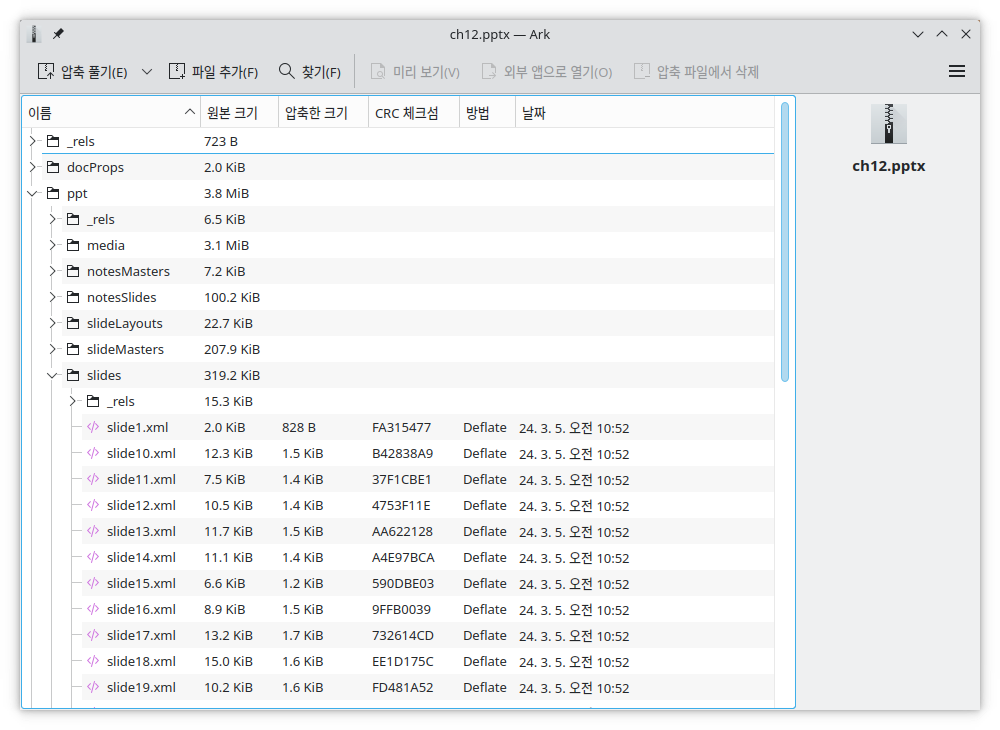 ch12.pptx — Ark
압축 풀기(E) 파일 추가(F) 찾기(F) 미리 보기(V) 외부 앱으로 열기(O) 압축 파일에서 삭제
이름 원본 크기 압축한 크기 CRC 체크섬 방법 날짜
_rels 723 B
docProps 2.0 KiB
ppt 3.8 MiB
_rels 6.5 KiB
media 3.1 MiB
notesMasters 7.2 KiB
notesSlides 100.2 KiB
slideLayouts 22.7 KiB
slideMasters 207.9 KiB
slides 319.2 KiB
_rels 15.3 KiB
slide1.xml 2.0 KiB 828 B FA315477 Deflate 24. 3. 5. 오전 10:52
slide10.xml 12.3 KiB 1.5 KiB B42838A9 Deflate 24. 3. 5. 오전 10:52
slide11.xml 7.5 KiB 1.4 KiB 37F1CBE1 Deflate 24. 3. 5. 오전 10:52
slide12.xml 10.5 KiB 1.4 KiB 4753F11E Deflate 24. 3. 5. 오전 10:52
slide13.xml 11.7 KiB 1.5 KiB AA622128 Deflate 24. 3. 5. 오전 10:52
slide14.xml 11.1 KiB 1.4 KiB A4E97BCA Deflate 24. 3. 5. 오전 10:52
slide15.xml 6.6 KiB 1.2 KiB 590DBE03 Deflate 24. 3. 5. 오전 10:52
slide16.xml 8.9 KiB 1.5 KiB 9FFB0039 Deflate 24. 3. 5. 오전 10:52
slide17.xml 13.2 KiB 1.7 KiB 732614CD Deflate 24. 3. 5. 오전 10:52
slide18.xml 15.0 KiB 1.6 KiB EE1D175C Deflate 24. 3. 5. 오전 10:52
slide19.xml 10.2 KiB 1.6 KiB FD481A52 Deflate 24. 3. 5. 오전 10:52
ch12.pptx